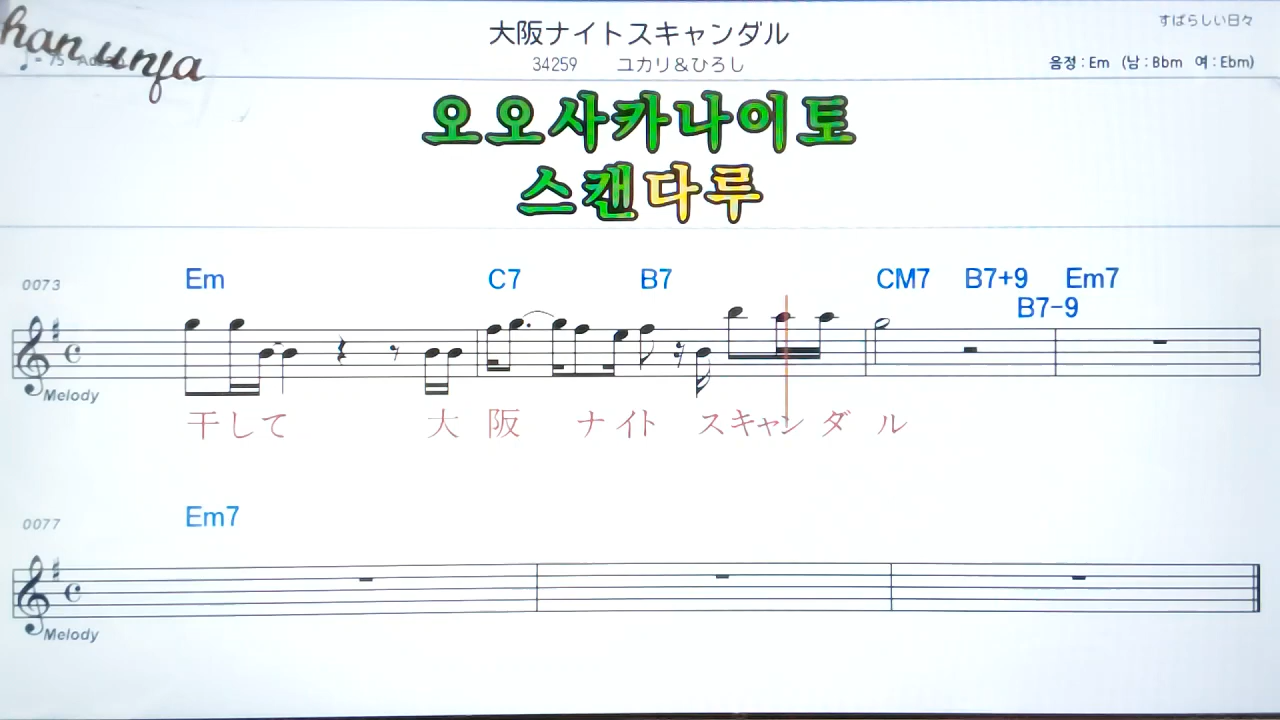 大阪ナイトスキャンダル
すばらしい日々
han unfa
34259 ユカリ&ひろし
음정 : Em (남 : Bbm 여 : Ebm)
오오사카나이토
스캔다루
0073
Em C7 B7 CM7 B7+9 Em7
B7-9
Melody
干して 大阪 ナイト スキャンダル
0077
Em7
Melody